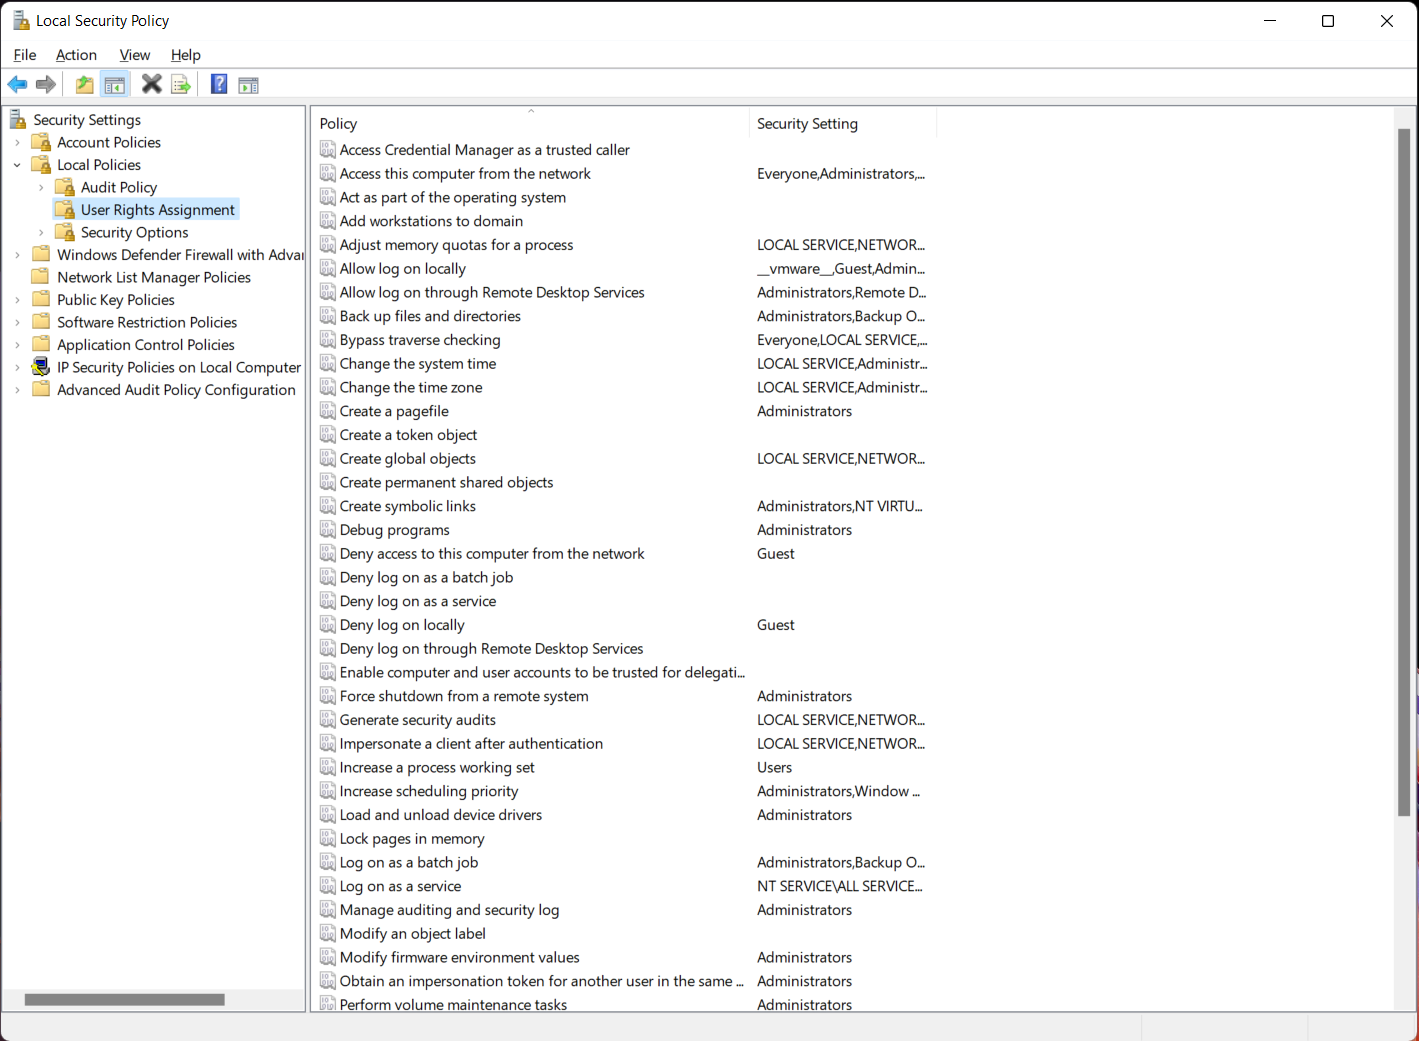 Local Security Policy
File Action View Help
Security Settings
Account Policies
Local Policies
Audit Policy
User Rights Assignment
Security Options
Windows Defender Firewall with Advar
Network List Manager Policies
Public Key Policies
Software Restriction Policies
Application Control Policies
IP Security Policies on Local Computer
Advanced Audit Policy Configuration
Policy Security Setting
Access Credential Manager as a trusted caller
Access this computer from the network Everyone,Administrators,...
Act as part of the operating system
Add workstations to domain
Adjust memory quotas for a process LOCAL SERVICE,NETWOR...
Allow log on locally __vmware__,Guest,Admin...
Allow log on through Remote Desktop Services Administrators,Remote D...
Back up files and directories Administrators,Backup O...
Bypass traverse checking Everyone,LOCAL SERVICE,...
Change the system time LOCAL SERVICE,Administr...
Change the time zone LOCAL SERVICE,Administr...
Create a pagefile Administrators
Create a token object
Create global objects LOCAL SERVICE,NETWOR...
Create permanent shared objects
Create symbolic links Administrators,NT VIRTU...
Debug programs Administrators
Deny access to this computer from the network Guest
Deny log on as a batch job
Deny log on as a service
Deny log on locally Guest
Deny log on through Remote Desktop Services
Enable computer and user accounts to be trusted for delegati...
Force shutdown from a remote system Administrators
Generate security audits LOCAL SERVICE,NETWOR...
Impersonate a client after authentication LOCAL SERVICE,NETWOR...
Increase a process working set Users
Increase scheduling priority Administrators,Window ...
Load and unload device drivers Administrators
Lock pages in memory
Log on as a batch job Administrators,Backup O...
Log on as a service NT SERVICE\ALL SERVICE...
Manage auditing and security log Administrators
Modify an object label
Modify firmware environment values Administrators
Obtain an impersonation token for another user in the same ... Administrators
Perform volume maintenance tasks Administrators